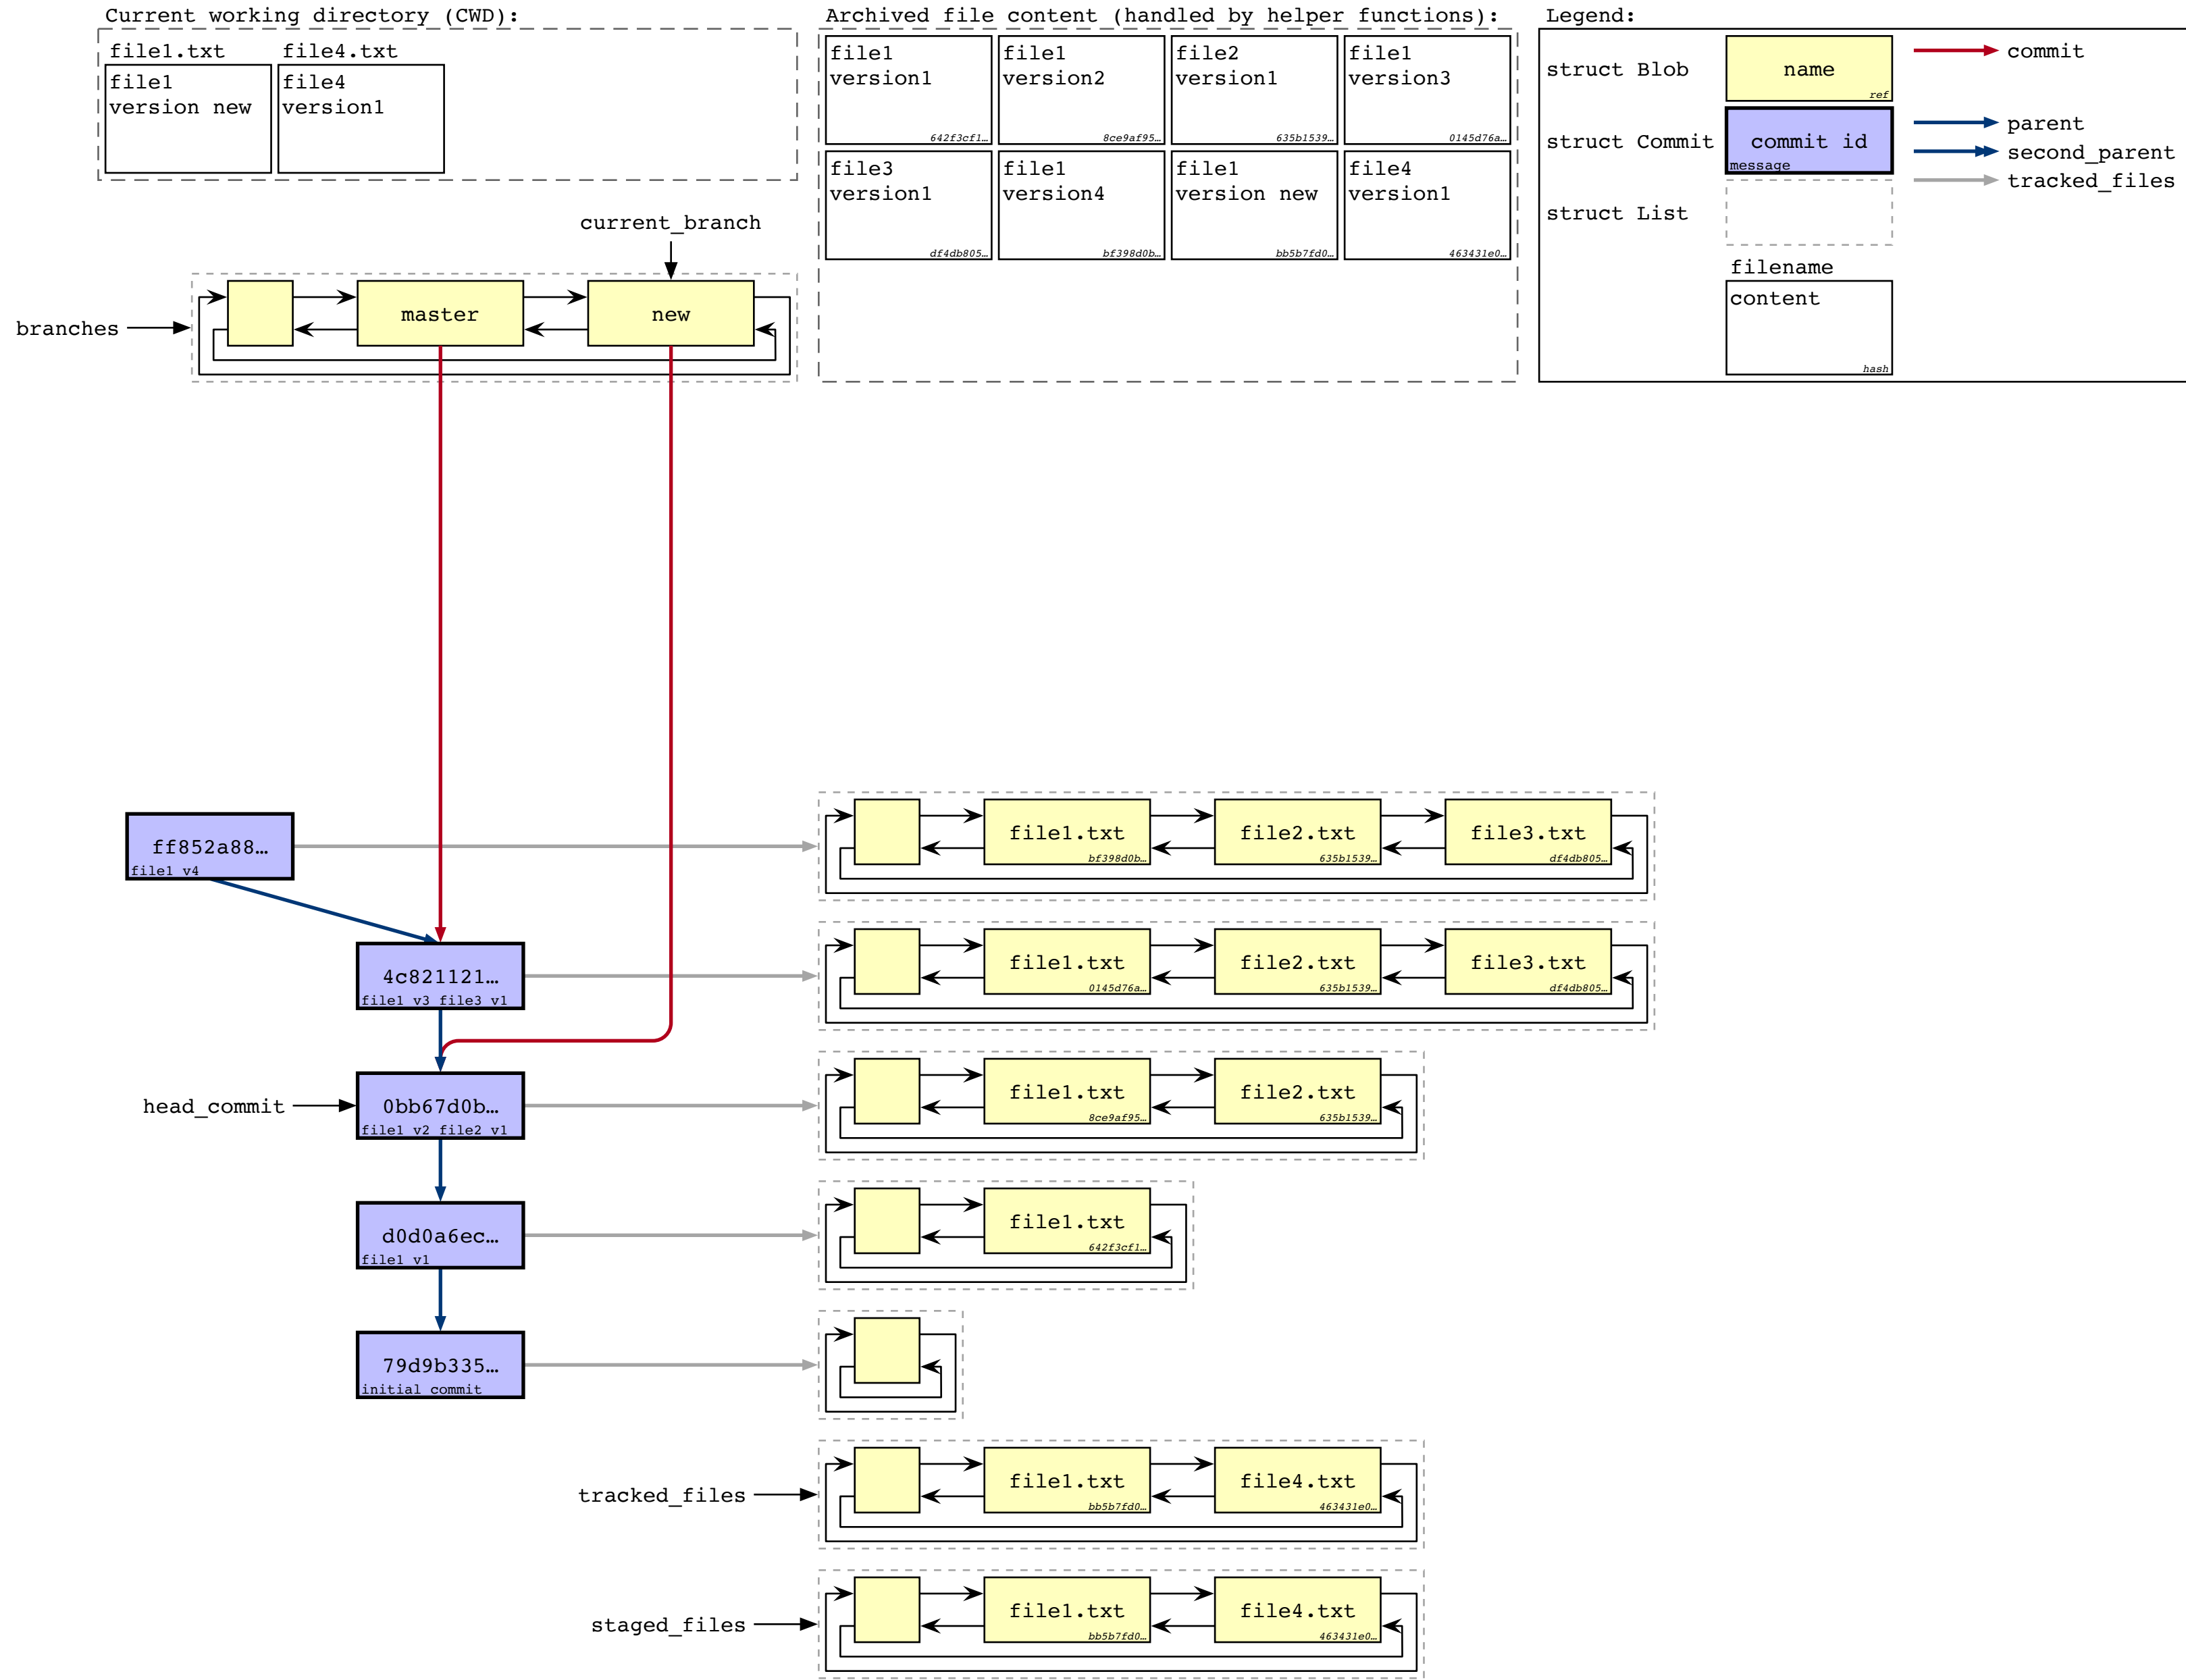 Current working directory (CWD):
file1.txt
file4.txt
file1
version new
file4
version1
Archived file content (handled by helper functions):
file1
version1
642f3cf1…
file1
version2
8ce9af95…
file2
version1
635b1539…
file1
version3
0145d76a…
file3
version1
df4db805…
file1
version4
bf398d0b…
file1
version new
bb5b7fd0…
file4
version1
463431e0…
Legend:
struct Blob
name
ref
commit
struct Commit
commit id
message
parent
second_parent
tracked_files
struct List
filename
content
hash
current_branch
branches
master
new
ff852a88…
file1 v4
file1.txt
bf398d0b…
file2.txt
635b1539…
file3.txt
df4db805…
4c821121…
file1 v3 file3 v1
file1.txt
0145d76a…
file2.txt
635b1539…
file3.txt
df4db805…
head_commit
0bb67d0b…
file1 v2 file2 v1
file1.txt
8ce9af95…
file2.txt
635b1539…
d0d0a6ec…
file1 v1
file1.txt
642f3cf1…
79d9b335…
initial commit
tracked_files
file1.txt
bb5b7fd0…
file4.txt
463431e0…
staged_files
file1.txt
bb5b7fd0…
file4.txt
463431e0…